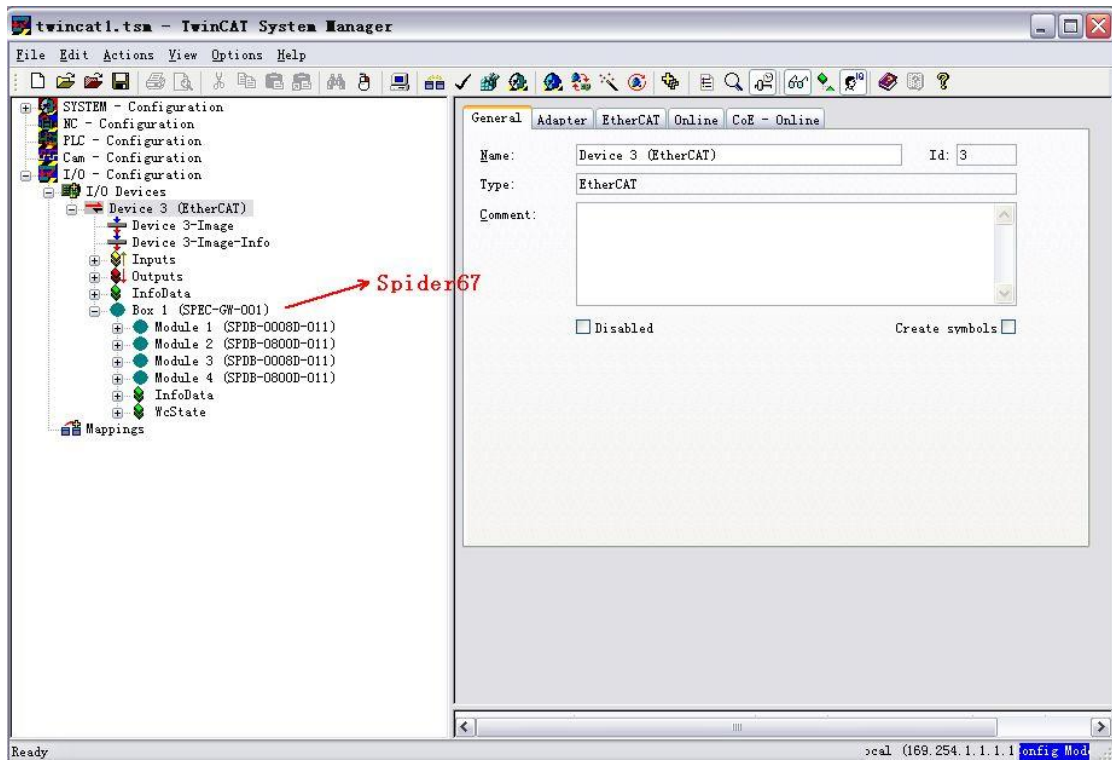 twincat1.tsm - TwinCAT System Manager
File Edit Actions View Options Help
SYSTEM - Configuration
NC - Configuration
PLC - Configuration
Cam - Configuration
I/O - Configuration
I/O Devices
Device 3 (EtherCAT)
Device 3-Image
Device 3-Image-Info
Inputs
Outputs
InfoData
Box 1 (SPEC-GW-001)
Module 1 (SPDB-0008D-011)
Module 2 (SPDB-0800D-011)
Module 3 (SPDB-0008D-011)
Module 4 (SPDB-0800D-011)
InfoData
WcState
Mappings
Spider67
General Adapter EtherCAT Online CoE - Online
Name: Device 3 (EtherCAT) Id: 3
Type: EtherCAT
Comment:
Disabled Create symbols
Ready ocal (169.254.1.1.1.1 onfig Mod